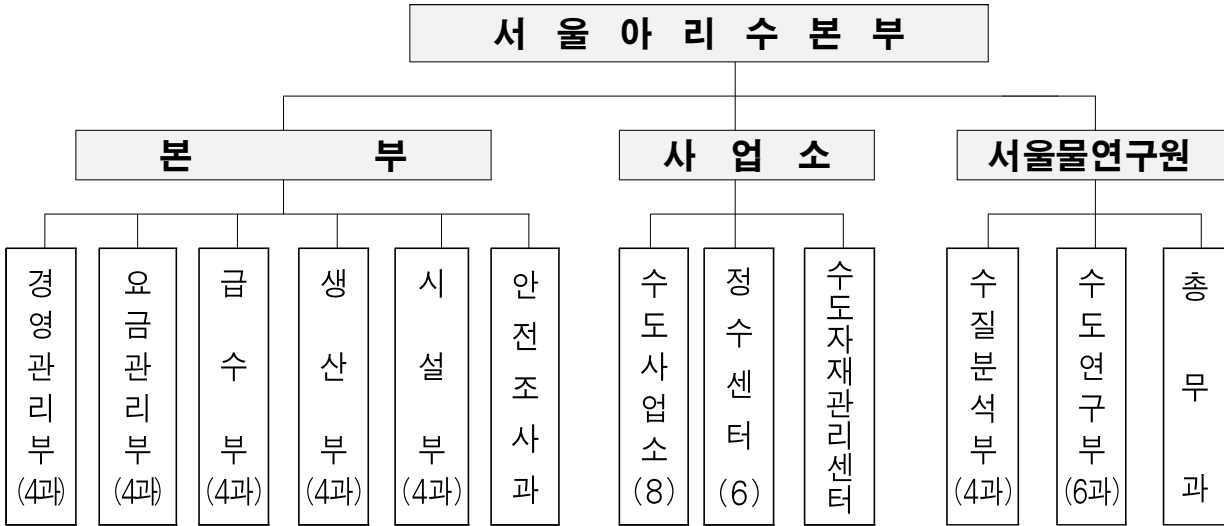 서 울 아 리 수 본 부
본 부
사 업 소
서울물연구원
경영관리부(4과)
요금관리부(4과)
급수부(4과)
생산부(4과)
시설부(4과)
안전조사과
수도사업소(8)
정수센터(6)
수도자재관리센터
수질분석부(4과)
수도연구부(6과)
총무과